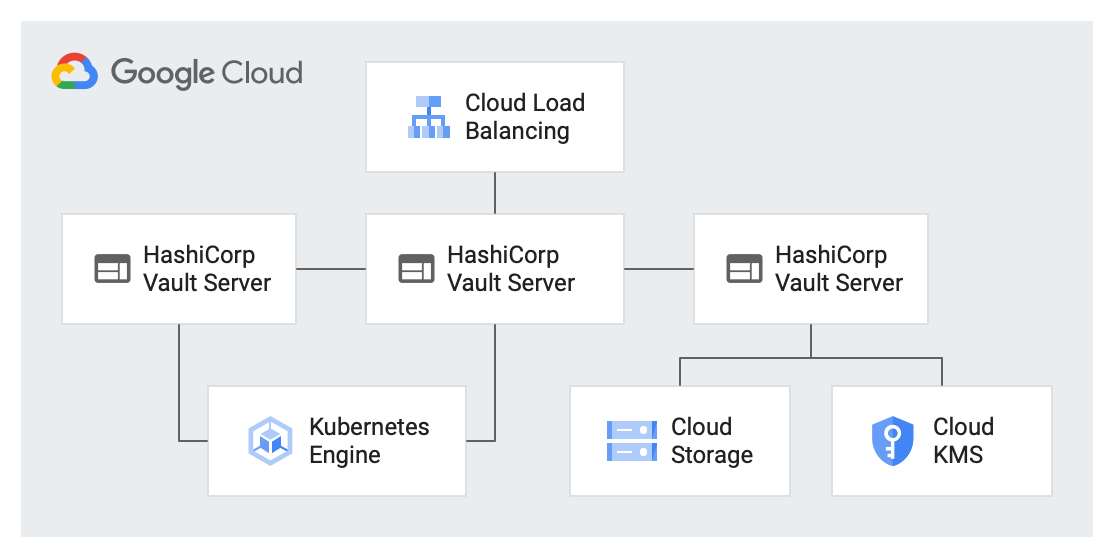 Google Cloud
Cloud Load
Balancing
HashiCorp
Vault Server
HashiCorp
Vault Server
HashiCorp
Vault Server
Kubernetes
Engine
Cloud
Storage
Cloud
KMS